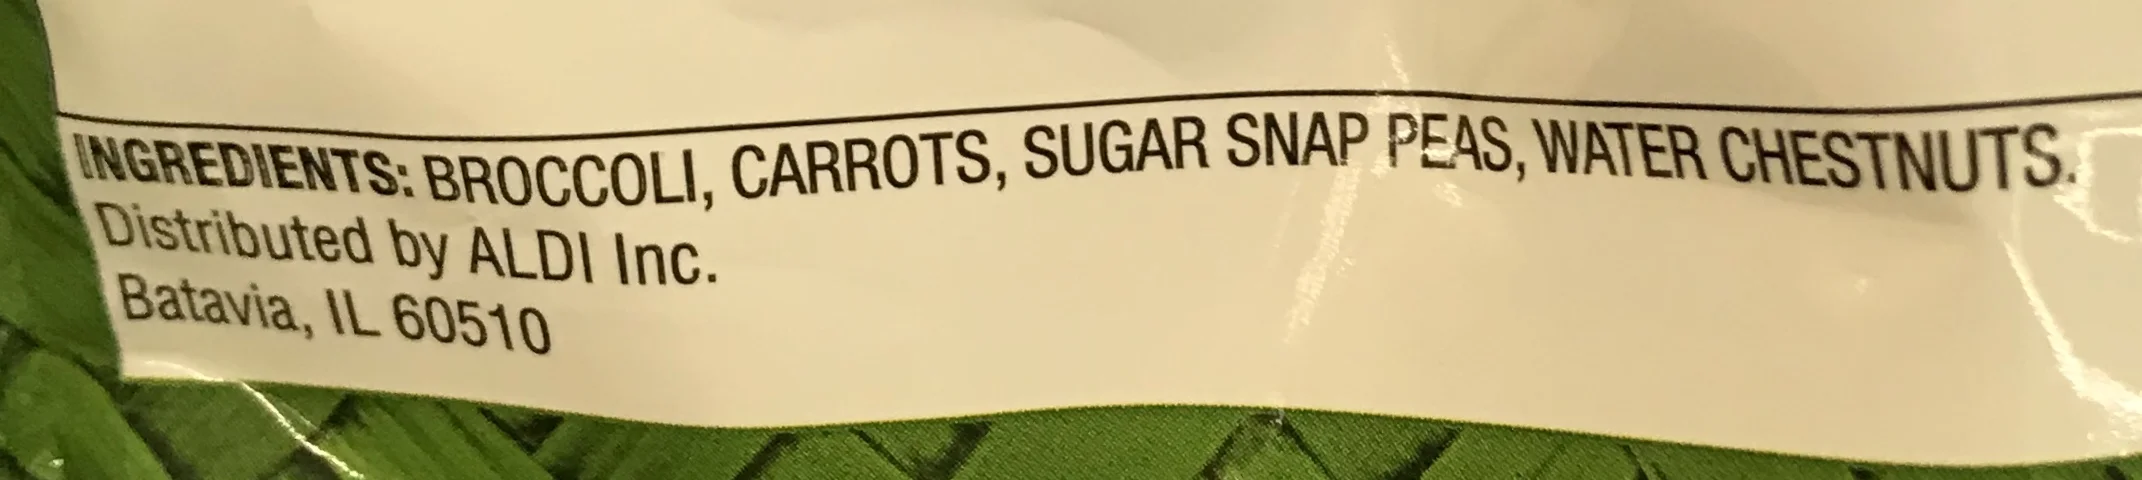 INGREDIENTS: BROCCOLI, CARROTS, SUGAR SNAP PEAS, WATER CHESTNUTS.
Distributed by ALDI Inc.
Batavia, IL 60510